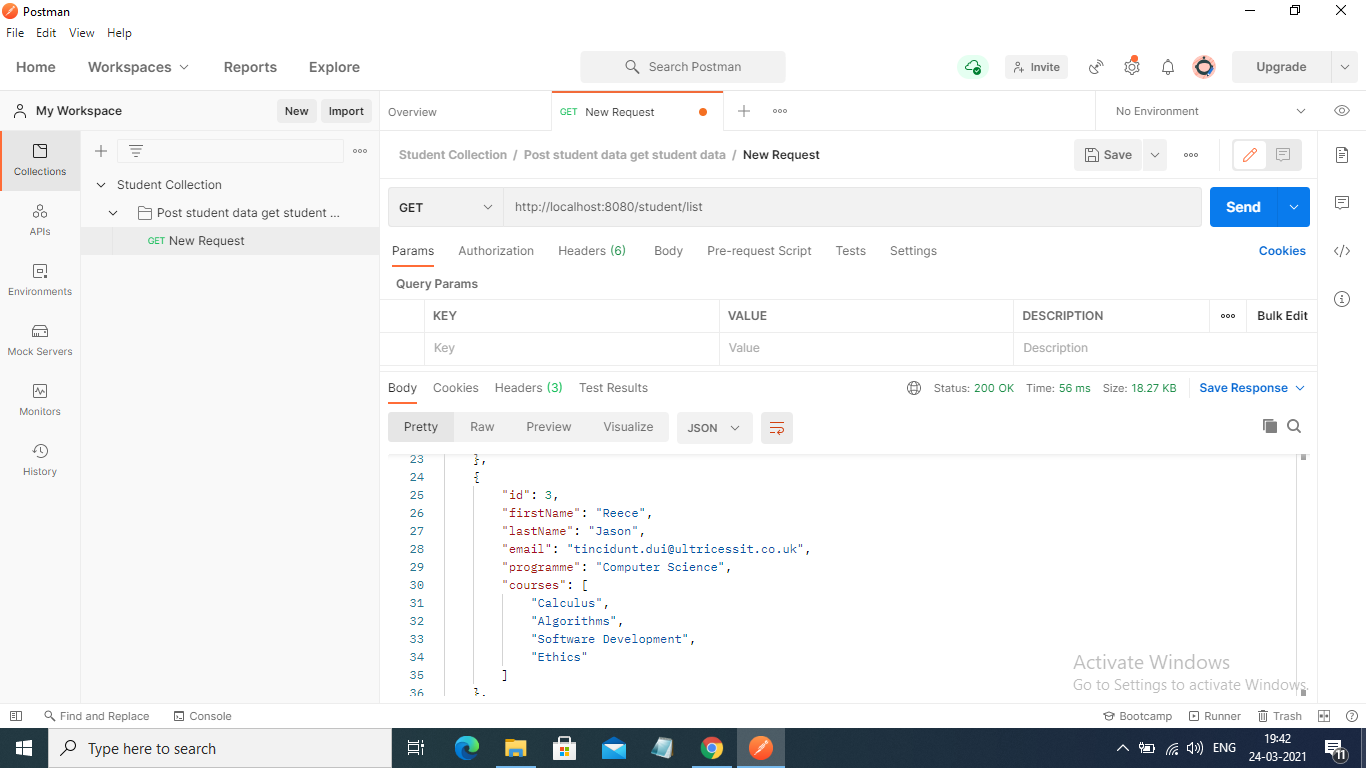 Postman
File Edit View Help
Home Workspaces Reports Explore Search Postman Invite Upgrade
My Workspace New Import Overview GET New Request No Environment
Collections
APIs
Environments
Mock Servers
Monitors
History
Student Collection
Post student data get student ...
GET New Request
Student Collection / Post student data get student data / New Request Save
GET http://localhost:8080/student/list Send
Params Authorization Headers (6) Body Pre-request Script Tests Settings Cookies
Query Params
KEY VALUE DESCRIPTION Bulk Edit
Key Value Description
Body Cookies Headers (3) Test Results Status: 200 OK Time: 56 ms Size: 18.27 KB Save Response
Pretty Raw Preview Visualize JSON
23 },
24 {
25 "id": 3,
26 "firstName": "Reece",
27 "lastName": "Jason",
28 "email": "tincidunt.dui@ultricessit.co.uk",
29 "programme": "Computer Science",
30 "courses": [
31 "Calculus",
32 "Algorithms",
33 "Software Development",
34 "Ethics"
35 ]
36 },
Activate Windows
Go to Settings to activate Windows.
Find and Replace Console Bootcamp Runner Trash
Type here to search ENG 19:42
24-03-2021 11